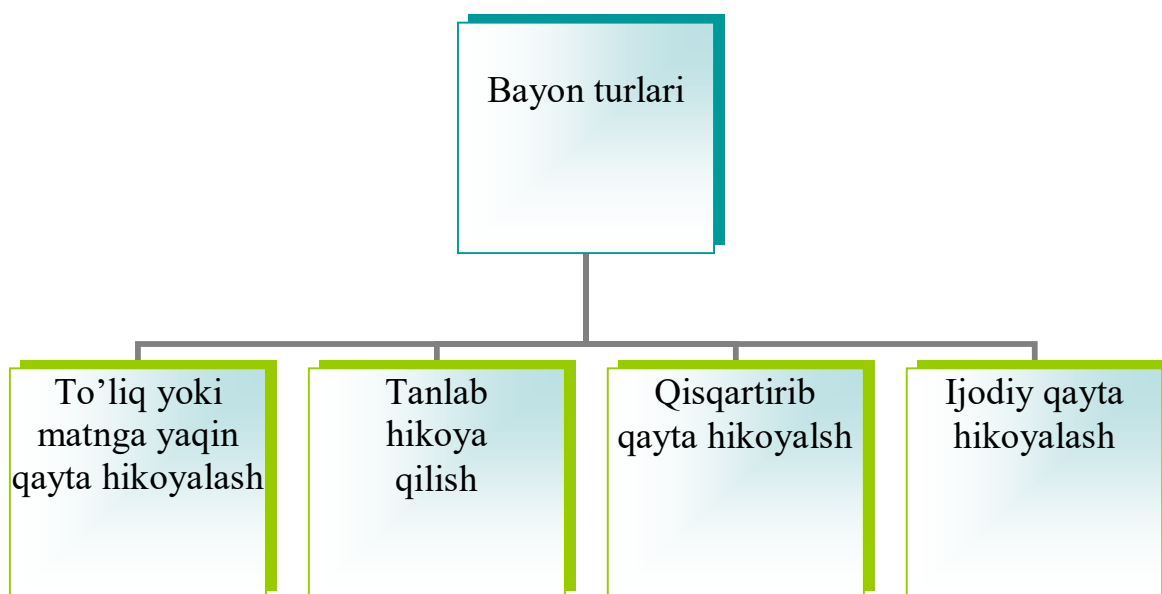 Bayon turlari
To’liq yoki
matnga yaqin
qayta hikoyalash
Tanlab
hikoya
qilish
Qisqartirib
qayta hikoyalsh
Ijodiy qayta
hikoyalash